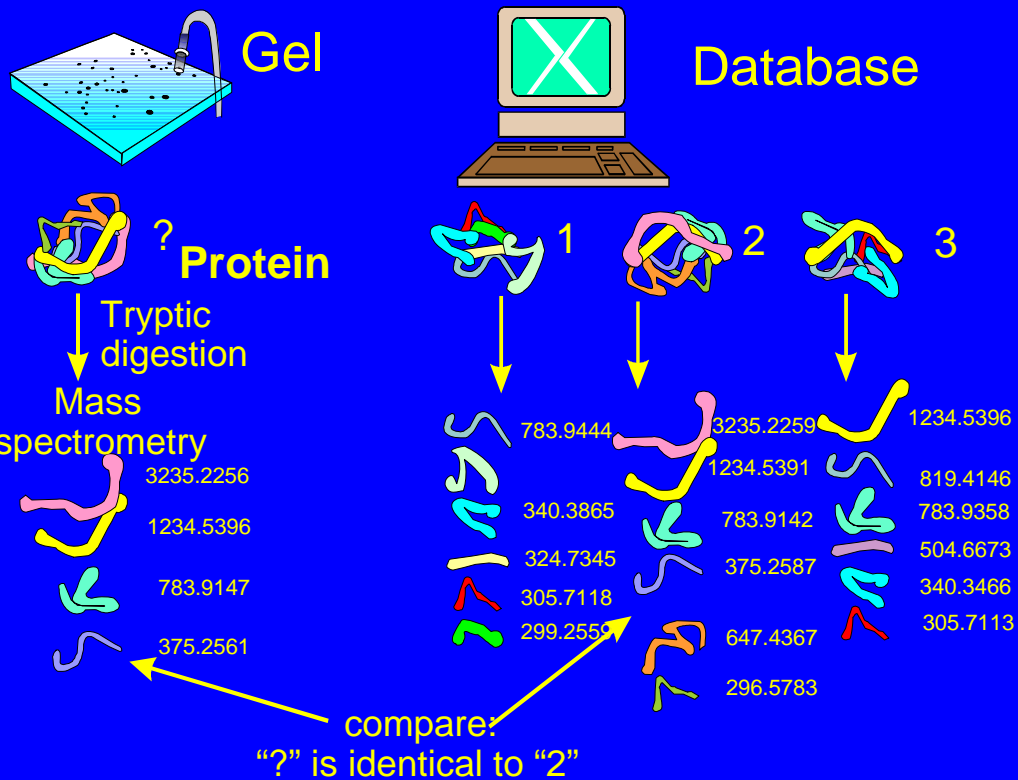 Gel
Database
?
Protein
1
2
3
Tryptic
digestion
Mass
spectrometry
3235.2256
1234.5396
783.9147
375.2561
783.9444
340.3865
324.7345
305.7118
299.2559
3235.2259
1234.5391
783.9142
375.2587
647.4367
296.5783
1234.5396
819.4146
783.9358
504.6673
340.3466
305.7113
compare:
“?” is identical to “2”